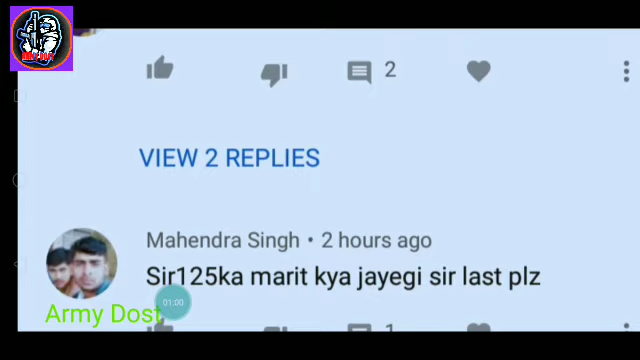 2
VIEW 2 REPLIES
Mahendra Singh • 2 hours ago
Sir125ka marit kya jayegi sir last plz
01:00
Army Dost
1